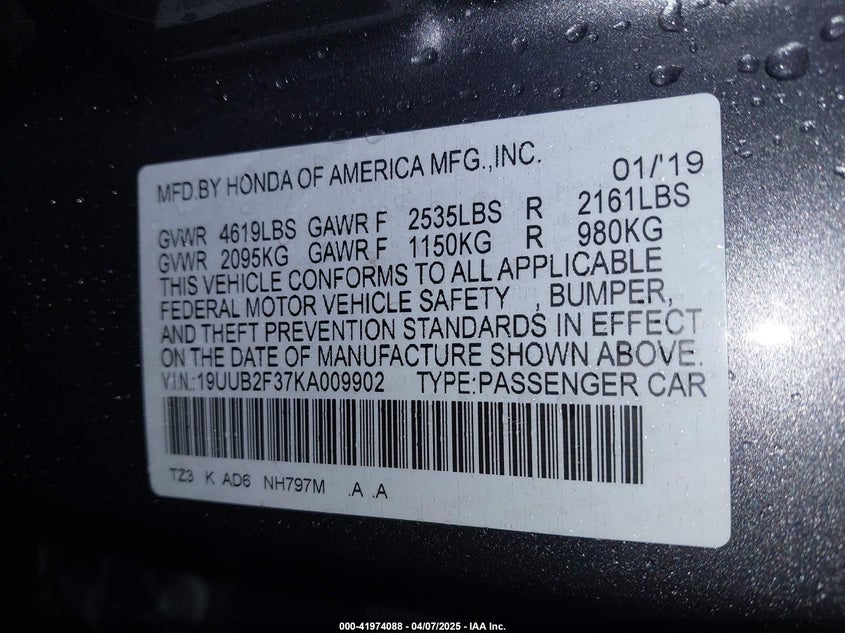 MFD.BY HONDA OF AMERICA MFG.,INC. 01/'19
GVWR 4619LBS GAWR F 2535LBS R 2161LBS
GVWR 2095KG GAWR F 1150KG R 980KG
THIS VEHICLE CONFORMS TO ALL APPLICABLE
FEDERAL MOTOR VEHICLE SAFETY , BUMPER,
AND THEFT PREVENTION STANDARDS IN EFFECT
ON THE DATE OF MANUFACTURE SHOWN ABOVE.
V.I.N.:19UUB2F37KA009902 TYPE:PASSENGER CAR
TZ3 K AD6 NH797M .A .A
000-41974088 - 04/07/2025 - IAA Inc.